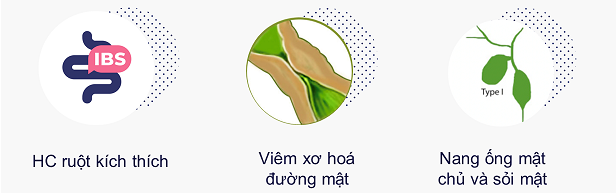 IBS
Type I
HC ruột kích thích
Viêm xơ hoá
đường mật
Nang ống mật
chủ và sỏi mật